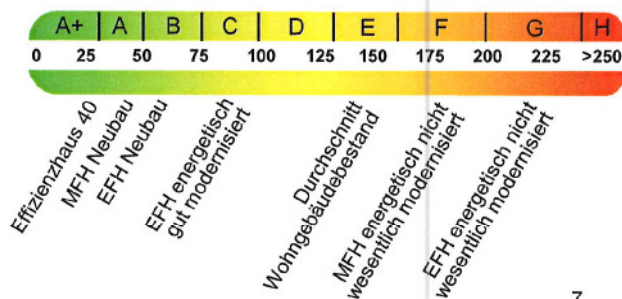 A+ A B C D E F G H
0 25 50 75 100 125 150 175 200 225 >250
Effizienzhaus 40
MFH Neubau
EFH Neubau
EFH energetisch
gut modernisiert
Durchschnitt
Wohngebäudebestand
MFH energetisch nicht
wesentlich modernisiert
EFH energetisch nicht
wesentlich modernisiert
7